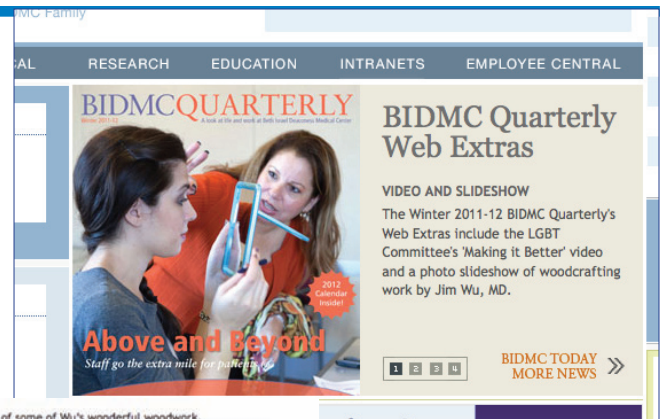 DMC Family
CAL RESEARCH EDUCATION INTRANETS EMPLOYEE CENTRAL
BIDMCQUARTERLY
Winter 2011-12 A look at life and work at Beth Israel Deaconess Medical Center
2012
Calendar
Inside!
Above and Beyond
Staff go the extra mile for patients
BIDMC Quarterly
Web Extras
VIDEO AND SLIDESHOW
The Winter 2011-12 BIDMC Quarterly's
Web Extras include the LGBT
Committee's 'Making it Better' video
and a photo slideshow of woodcrafting
work by Jim Wu, MD.
1 2 3 4
BIDMC TODAY
MORE NEWS »
of some of Wu's wonderful woodwork.